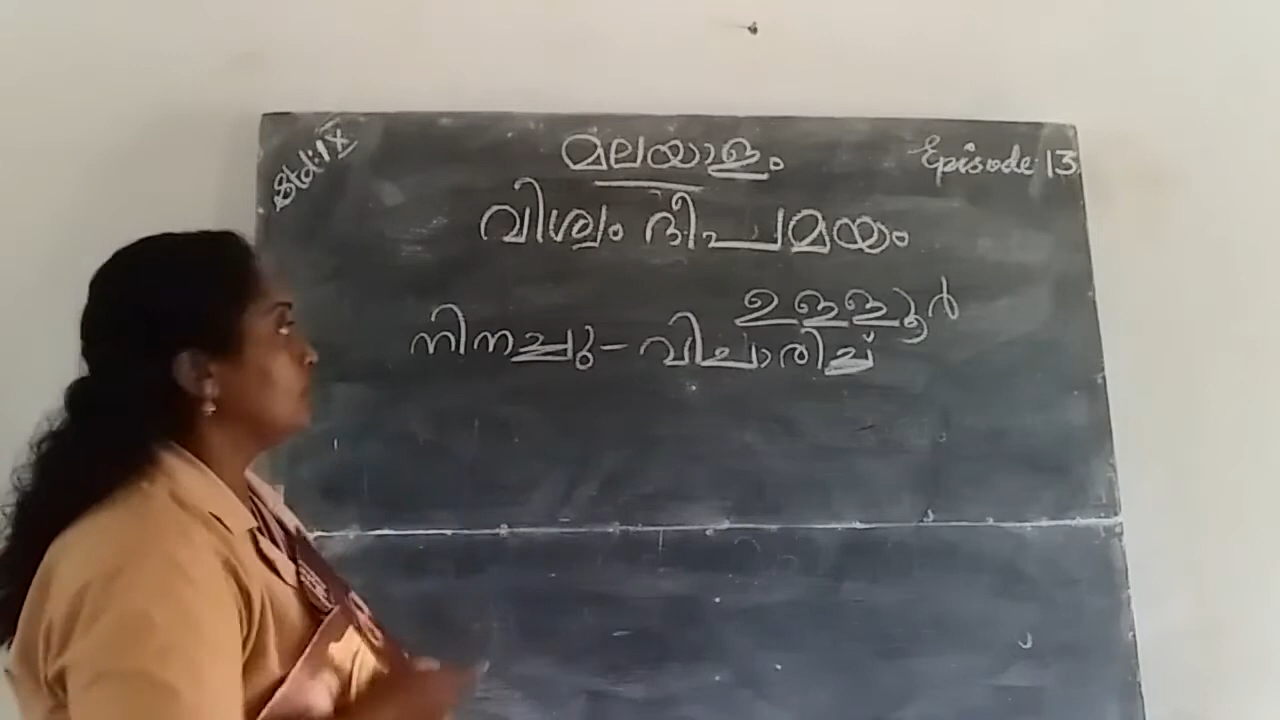 Std: IX
മലയാളം
Episode: 13
വിശ്വം ദീപമയം
ഉള്ളൂർ
നിനച്ചു - വിചാരിച്ച്